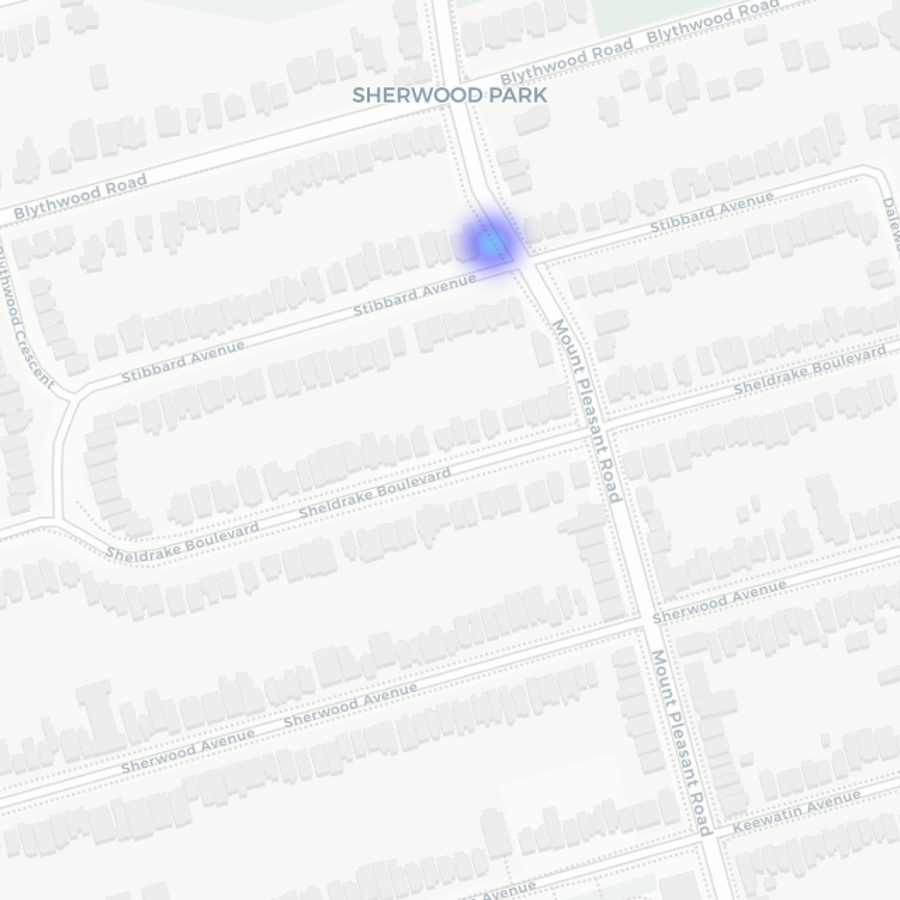 Blythwood Road
Blythwood Road
SHERWOOD PARK
Blythwood Road
Stibbard Avenue
Stibbard Avenue
Stibbard Avenue
Blythwood Crescent
Mount Pleasant Road
Sheldrake Boulevard
Sheldrake Boulevard
Sheldrake Boulevard
Sherwood Avenue
Sherwood Avenue
Sherwood Avenue
Mount Pleasant Road
Keewatin Avenue
Avenue